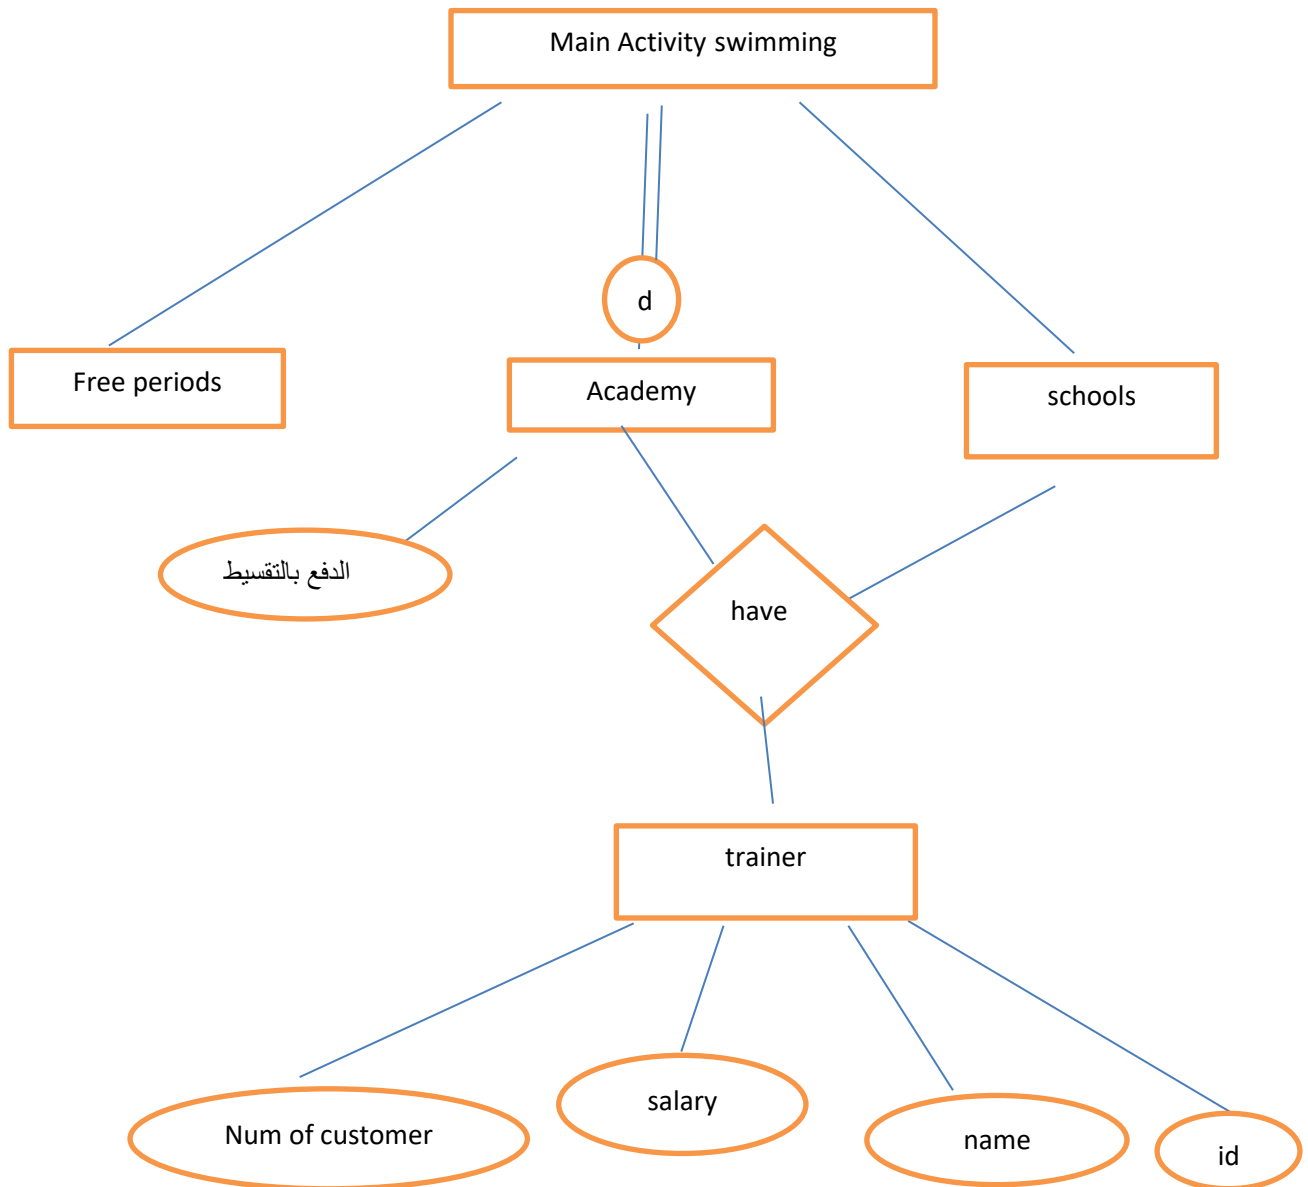 Main Activity swimming
d
Free periods
Academy
schools
الدفع بالتقسيط
have
trainer
Num of customer
salary
name
id